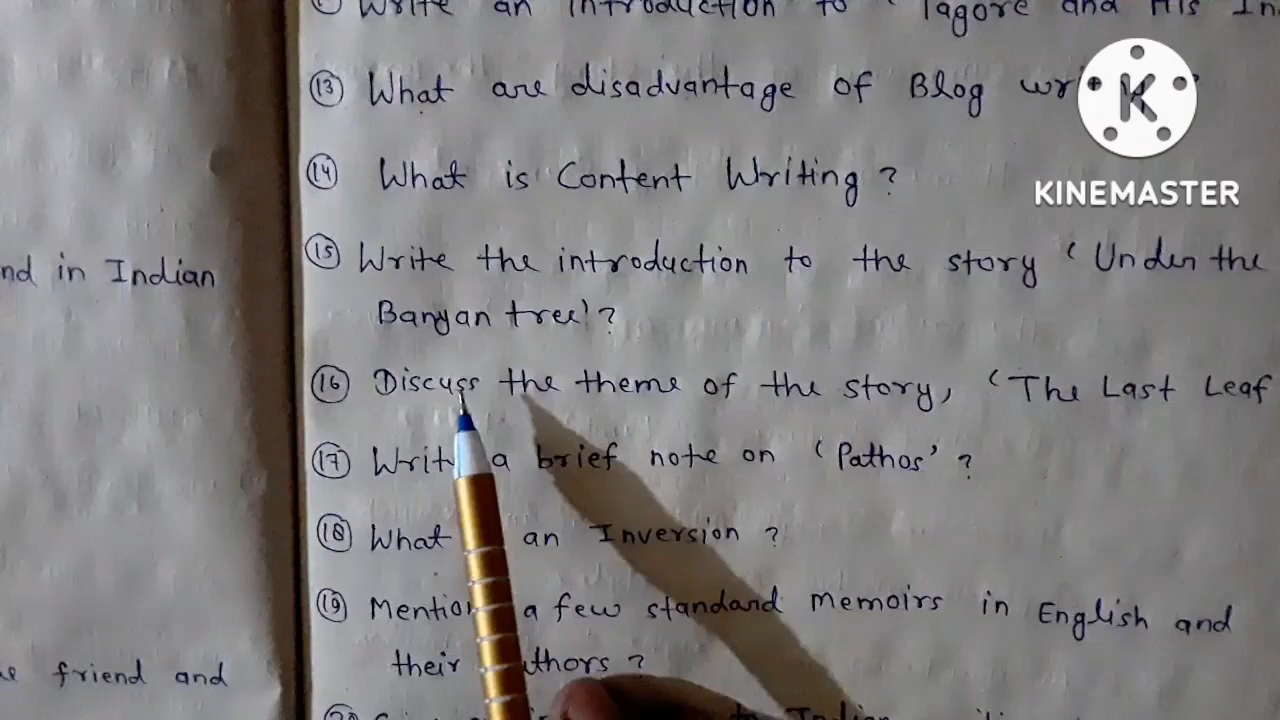 Write an introduction to 'Tagore and His In
(13) What are disadvantage of Blog
(14) What is Content Writing ?
(15) Write the introduction to the story 'Under the
Banyan tree' ?
(16) Discuss the theme of the story, 'The Last Leaf
(17) Writ a brief note on 'Pathos' ?
(18) What an Inversion ?
(19) Mention a few standard memoirs in English and
their authors ?
nd in Indian
friend and
K
KINEMASTER